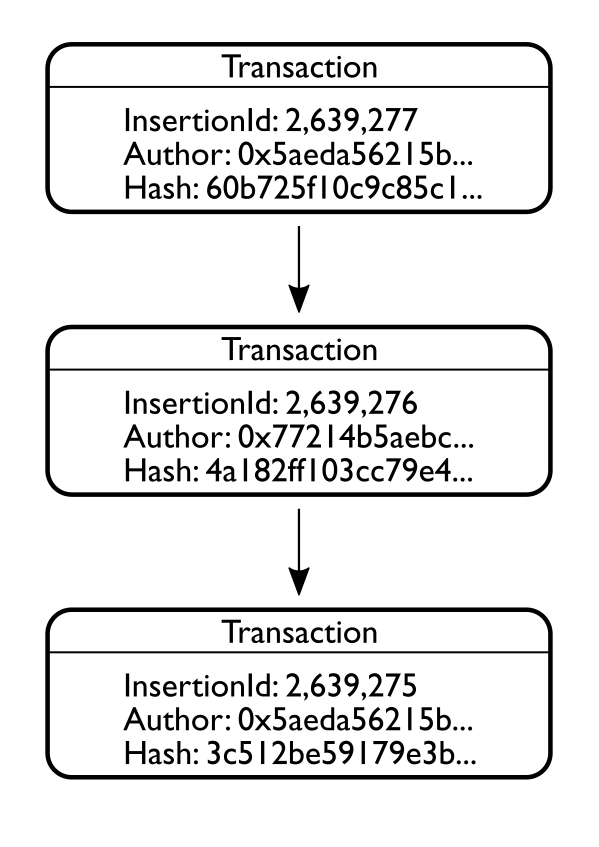 Transaction
InsertionId: 2,639,277
Author: 0x5aeda56215b...
Hash: 60b725f10c9c85c1...
Transaction
InsertionId: 2,639,276
Author: 0x77214b5aebc...
Hash: 4a182ff103cc79e4...
Transaction
InsertionId: 2,639,275
Author: 0x5aeda56215b...
Hash: 3c512be59179e3b...